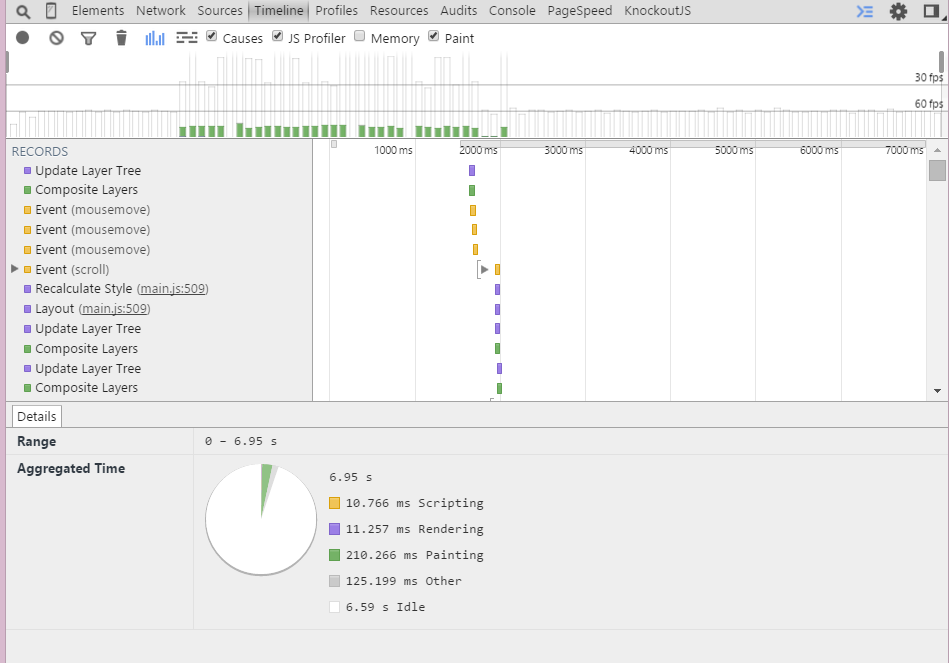 Elements Network Sources Timeline Profiles Resources Audits Console PageSpeed KnockoutJS
Causes JS Profiler Memory Paint
30 fps
60 fps
RECORDS
1000 ms 2000 ms 3000 ms 4000 ms 5000 ms 6000 ms 7000 ms
Update Layer Tree
Composite Layers
Event (mousemove)
Event (mousemove)
Event (mousemove)
Event (scroll)
Recalculate Style (main.js:509)
Layout (main.js:509)
Update Layer Tree
Composite Layers
Update Layer Tree
Composite Layers
Details
Range 0 – 6.95 s
Aggregated Time
6.95 s
10.766 ms Scripting
11.257 ms Rendering
210.266 ms Painting
125.199 ms Other
6.59 s Idle